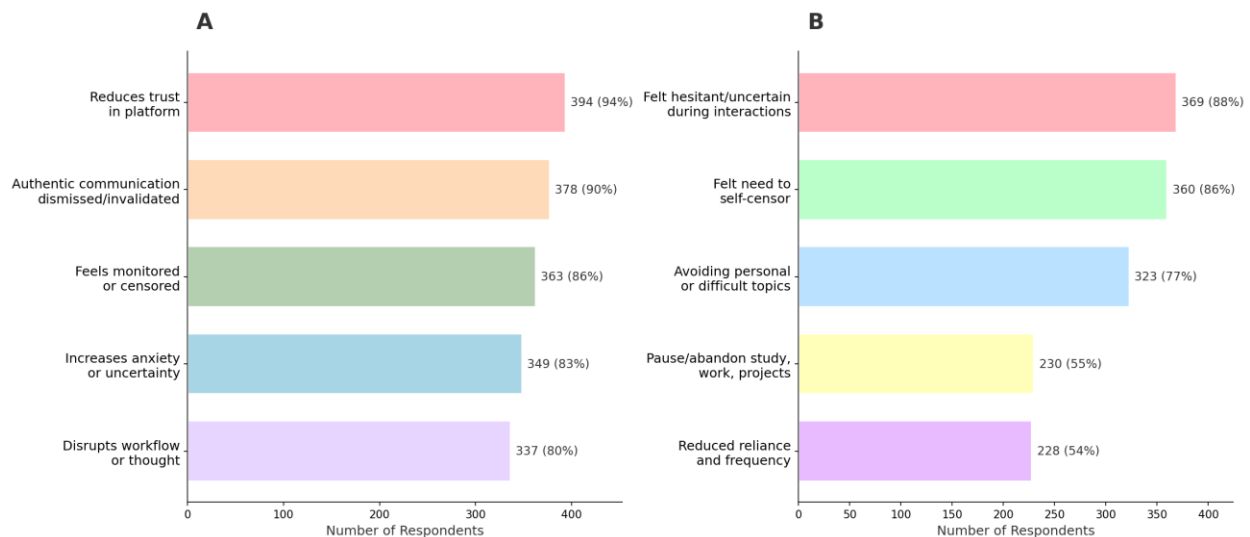 A
Reduces trust
in platform
394 (94%)
Authentic communication
dismissed/invalidated
378 (90%)
Feels monitored
or censored
363 (86%)
Increases anxiety
or uncertainty
349 (83%)
Disrupts workflow
or thought
337 (80%)
0 100 200 300 400
Number of Respondents
B
Felt hesitant/uncertain
during interactions
369 (88%)
Felt need to
self-censor
360 (86%)
Avoiding personal
or difficult topics
323 (77%)
Pause/abandon study,
work, projects
230 (55%)
Reduced reliance
and frequency
228 (54%)
0 50 100 150 200 250 300 350 400
Number of Respondents